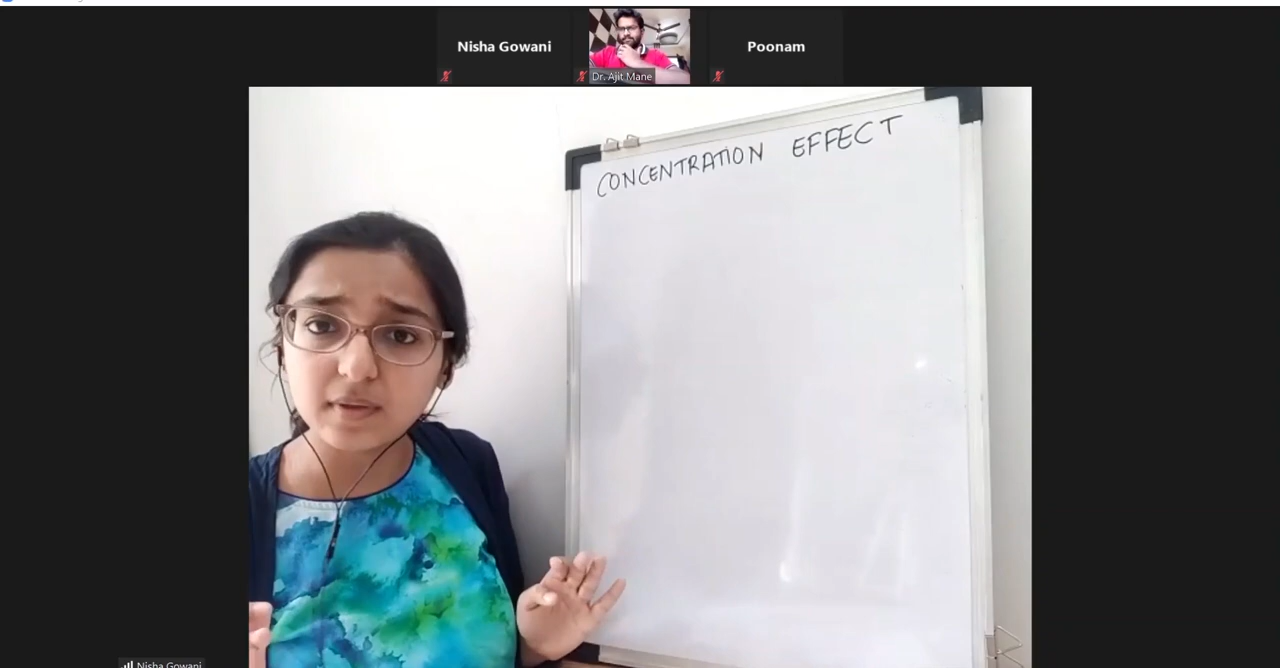 Nisha Gowani
Dr. Ajit Mane
Poonam
CONCENTRATION EFFECT
Nisha Gowani